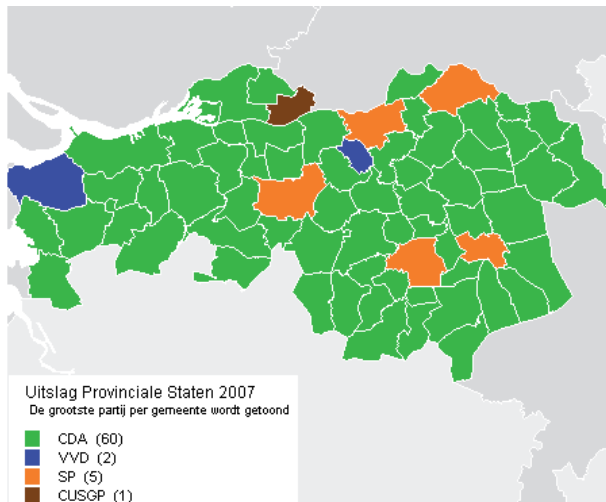 Uitslag Provinciale Staten 2007
De grootste partij per gemeente wordt getoond
CDA (60)
VVD (2)
SP (5)
CUSGP (1)